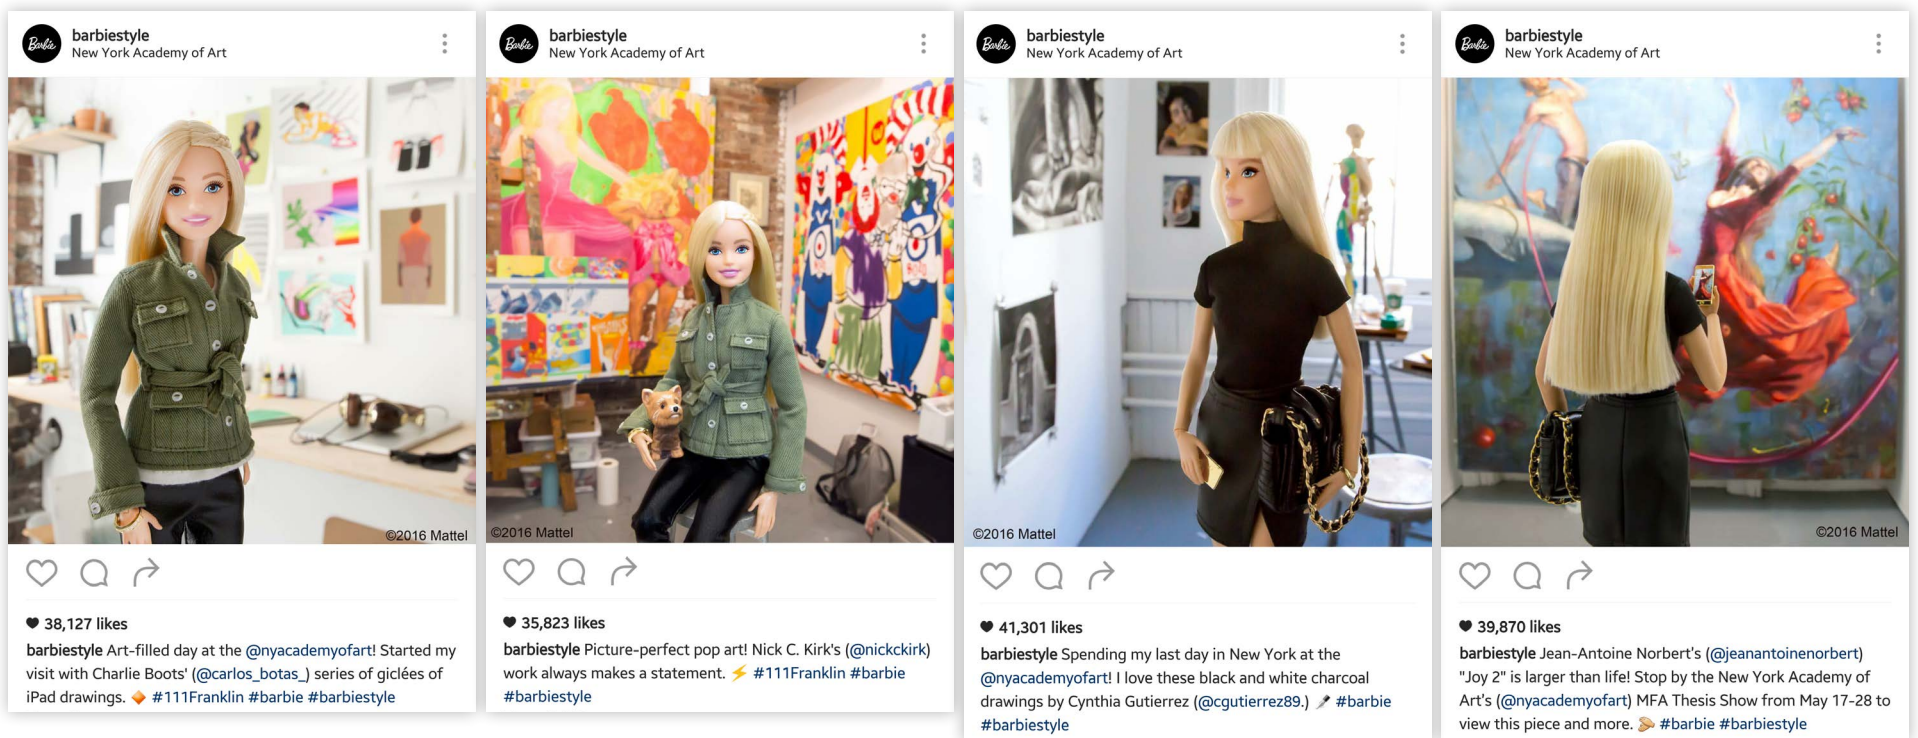 Barbie
barbiestyle
New York Academy of Art
©2016 Mattel
38,127 likes
barbiestyle Art-filled day at the @nyacademyofart! Started my
visit with Charlie Boots' (@carlos_botas_) series of giclées of
iPad drawings. 🔸 #111Franklin #barbie #barbiestyle
Barbie
barbiestyle
New York Academy of Art
BOZO
©2016 Mattel
35,823 likes
barbiestyle Picture-perfect pop art! Nick C. Kirk's (@nickckirk)
work always makes a statement. ⚡ #111Franklin #barbie
#barbiestyle
Barbie
barbiestyle
New York Academy of Art
©2016 Mattel
41,301 likes
barbiestyle Spending my last day in New York at the
@nyacademyofart! I love these black and white charcoal
drawings by Cynthia Gutierrez (@cgutierrez89.) #barbie
#barbiestyle
Barbie
barbiestyle
New York Academy of Art
©2016 Mattel
39,870 likes
barbiestyle Jean-Antoine Norbert's (@jeanantoinenorbert)
"Joy 2" is larger than life! Stop by the New York Academy of
Art's (@nyacademyofart) MFA Thesis Show from May 17-28 to
view this piece and more. #barbie #barbiestyle